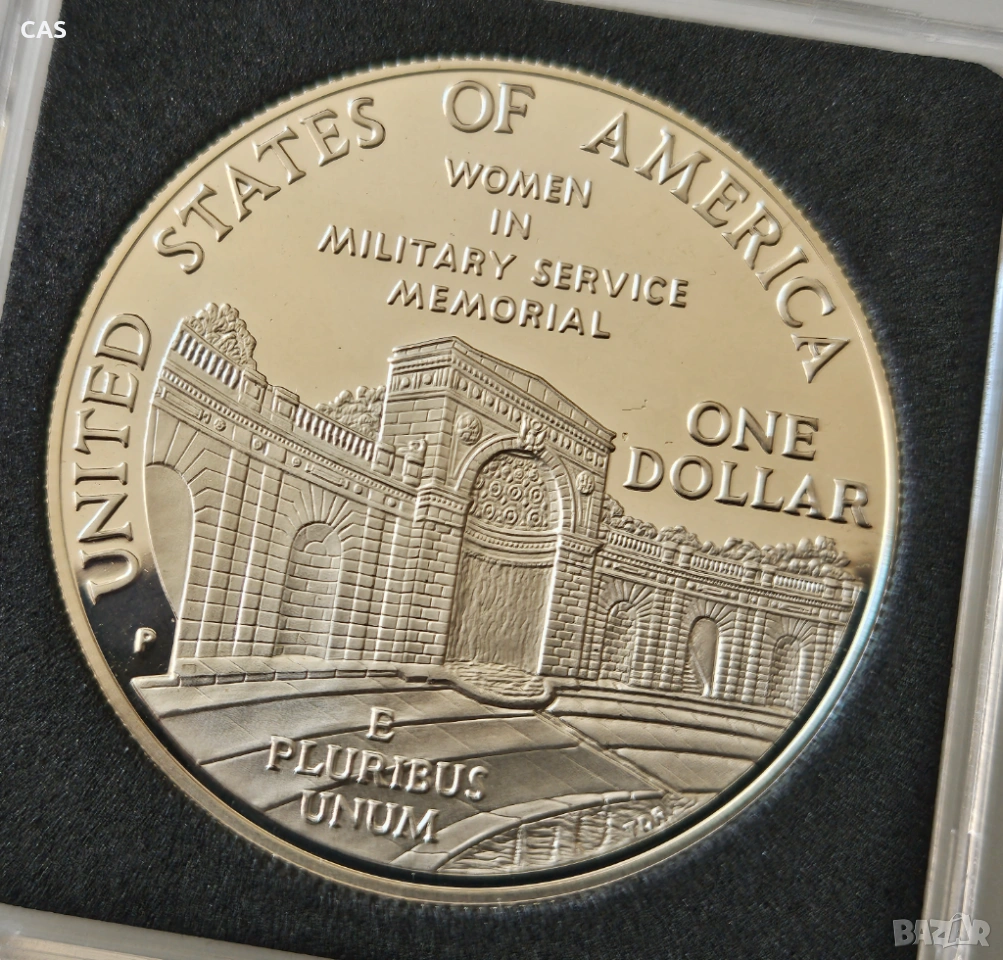 CAS
UNITED STATES OF AMERICA
WOMEN
IN
MILITARY SERVICE
MEMORIAL
ONE
DOLLAR
P
E
PLURIBUS
UNUM
BAZAR